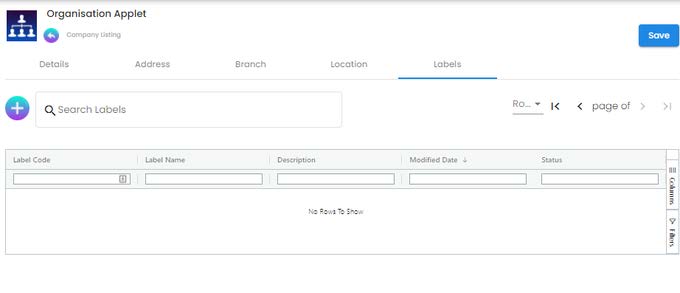 Organisation Applet
Company Listing
Save
Details Address Branch Location Labels
Search Labels
Ro... page of
Label Code Label Name Description Modified Date Status
No Rows To Show
Columns
Filters